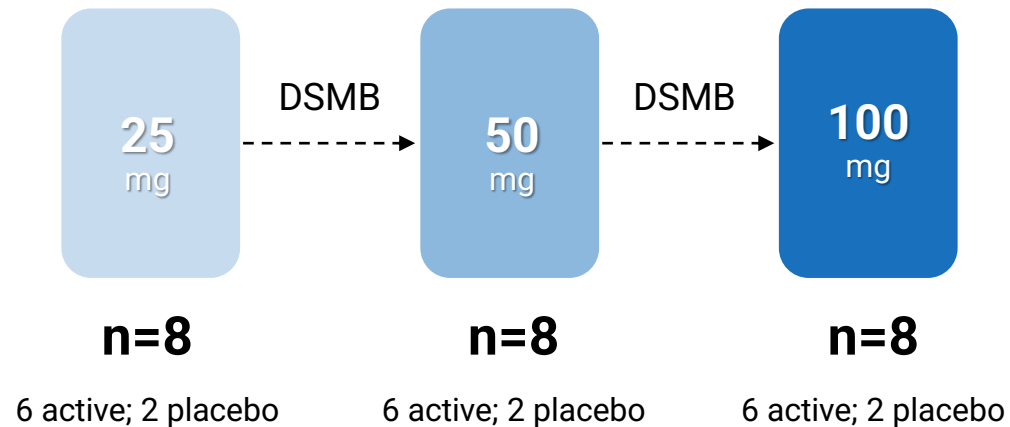 DSMB
DSMB
25
mg
50
mg
100
mg
n=8
n=8
n=8
6 active; 2 placebo
6 active; 2 placebo
6 active; 2 placebo